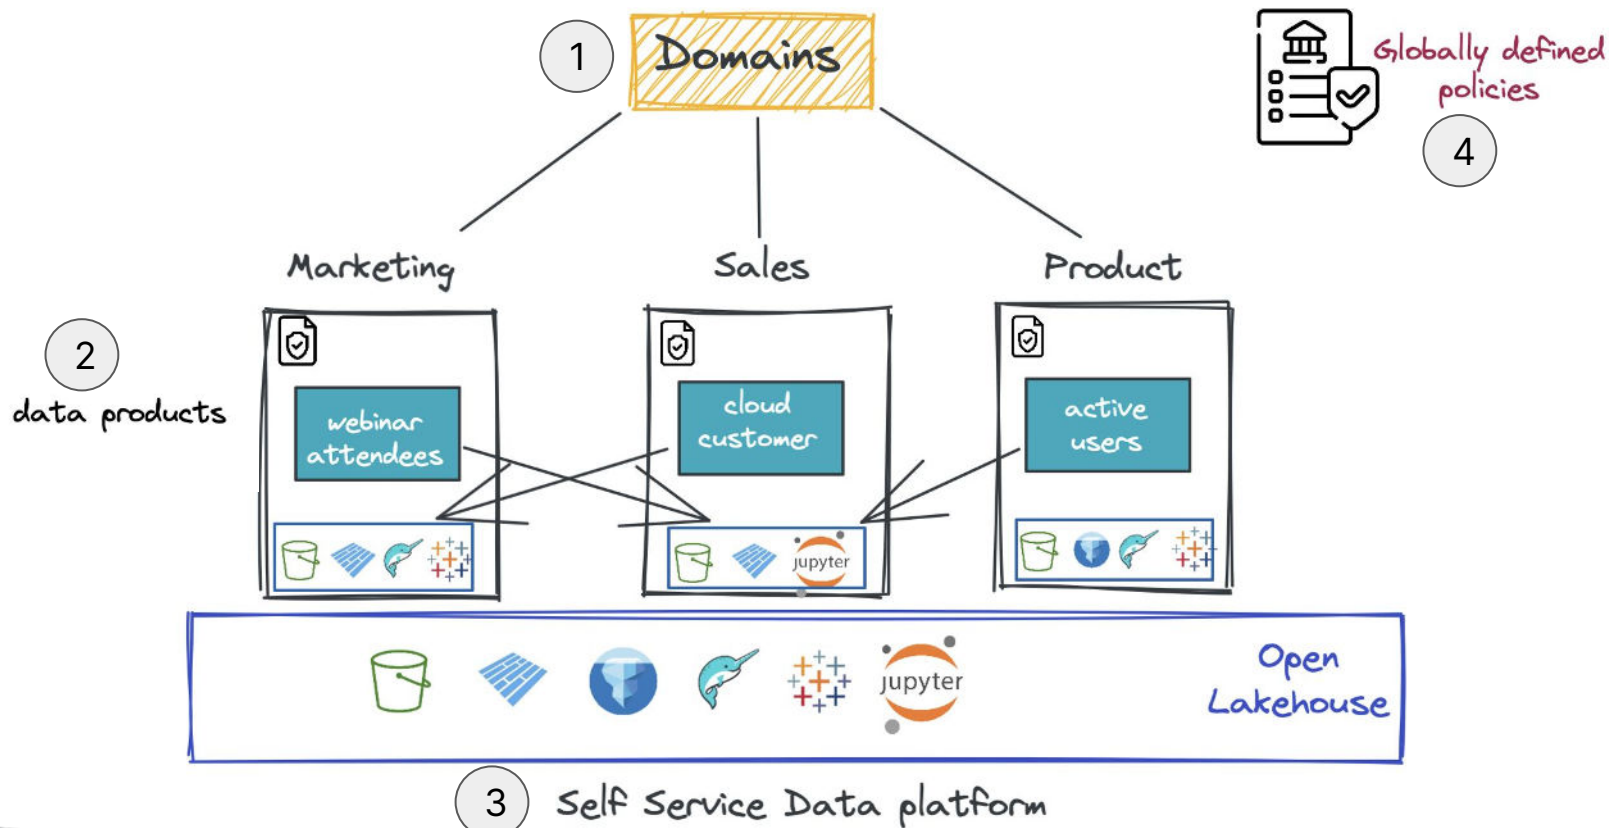 1
Domains
Globally defined
policies
4
Marketing
Sales
Product
2
data products
webinar
attendees
cloud
customer
active
users
jupyter
jupyter
Open
Lakehouse
3
Self Service Data platform